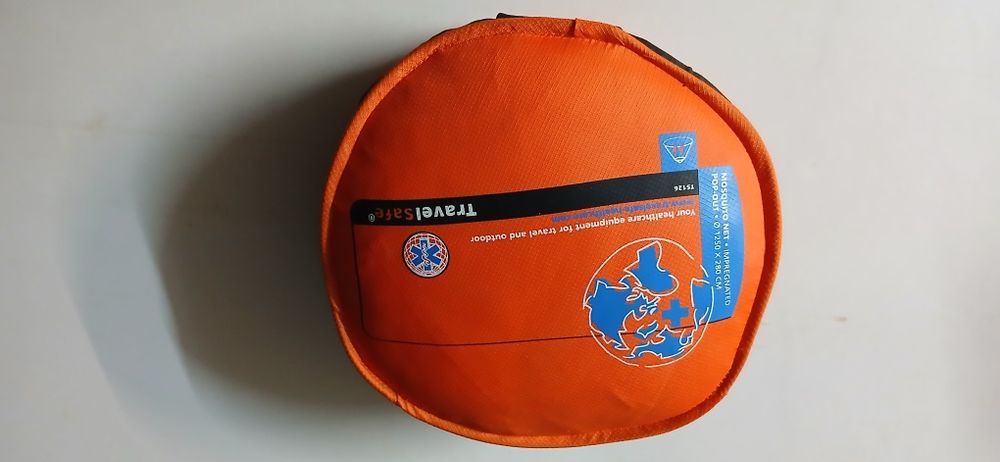 TravelSafe®
TS126
www.travelsafe-healthcare.com
Your healthcare equipment for travel and outdoor
MOSQUITO NET • IMPREGNATED
POP-OUT • Ø 1250 X 280 CM